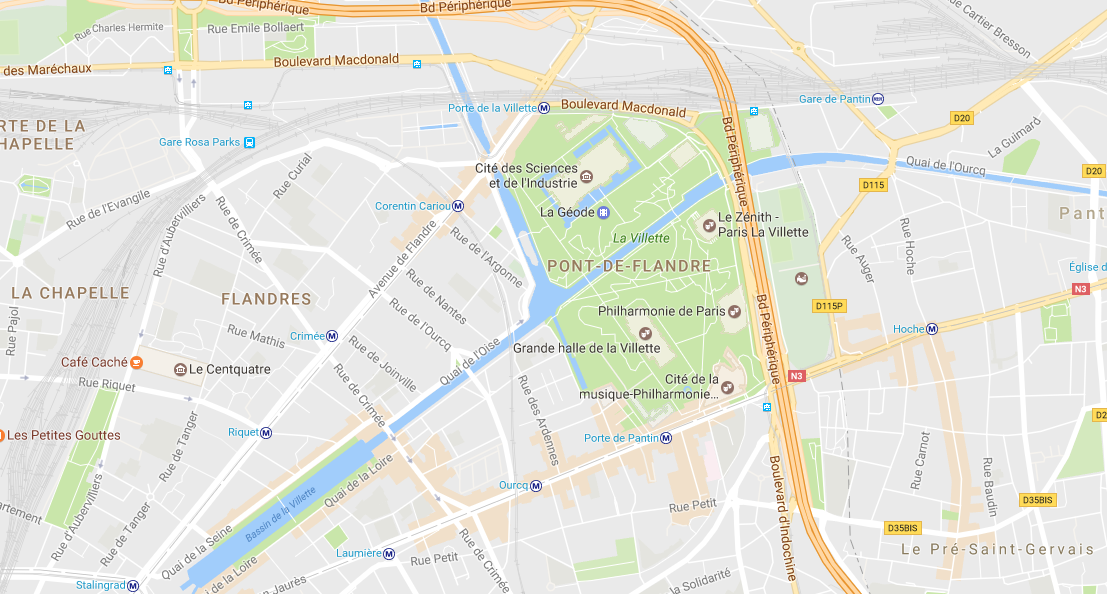 Bd Périphérique
Bd Périphérique
Rue Charles Hermite
Rue Emile Bollaert
Rue Cartier Bresson
des Maréchaux
Boulevard Macdonald
Porte de la Villette
M
Boulevard Macdonald
Gare de Pantin
RER
D20
RTE DE LA
HAPELLE
Gare Rosa Parks
La Guimard
Bd Périphérique
Quai de l'Ourcq
Rue Curial
Cité des Sciences
et de l'Industrie
D115
D20
Rue de l'Evangile
Rue d'Aubervilliers
Rue de Crimée
Corentin Cariou
M
La Géode
Le Zénith -
Paris La Villette
Pant
Avenue de Flandre
Rue de l'Argonne
La Villette
Rue Auger
Rue Hoche
PONT-DE-FLANDRE
Église d
N3
LA CHAPELLE
FLANDRES
Rue de Nantes
Rue de l'Ourcq
Philharmonie de Paris
Bd Périphérique
D115P
Rue Pajol
Rue Mathis
Crimée
M
Rue de Joinville
Quai de l'Oise
Grande halle de la Villette
Hoche
M
Café Caché
Le Centquatre
Rue Riquet
Rue de Crimée
Rue des Ardennes
Cité de la
musique-Philharmonie...
N3
Riquet
M
Les Petites Gouttes
Rue de Tanger
Porte de Pantin
M
D2
Quai de la Loire
Rue Carnot
Rue Baudin
Ourcq
M
Bassin de la Villette
Boulevard d'Indochine
Rue Petit
D35BIS
D35BIS
artement
Rue d'Aubervilliers
Rue de Tanger
Quai de la Seine
Laumière
M
Rue Petit
Rue de Crimée
Le Pré-Saint-Gervais
Stalingrad
M
de la Loire
Jaurès
la Solidarité